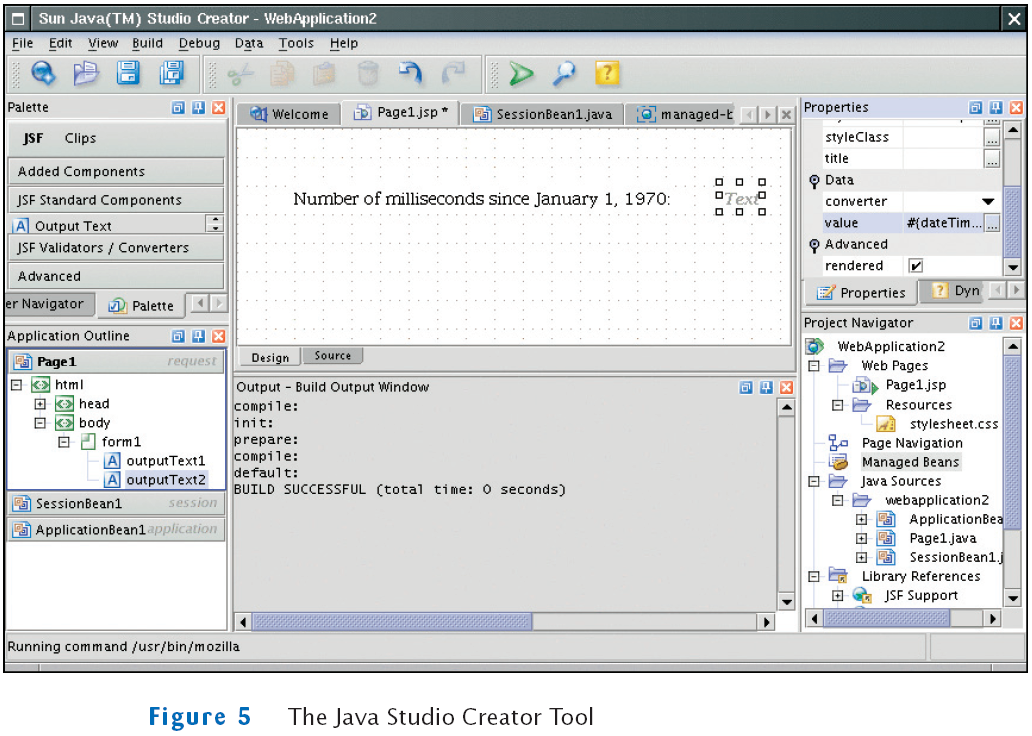 Sun Java(TM) Studio Creator - WebApplication2
File Edit View Build Debug Data Tools Help
Palette
JSF Clips
Added Components
JSF Standard Components
Output Text
JSF Validators / Converters
Advanced
er Navigator Palette
Application Outline
Page1 request
html
head
body
form1
outputText1
outputText2
SessionBean1 session
ApplicationBean1 application
Welcome Page1.jsp * SessionBean1.java managed-b
Number of milliseconds since January 1, 1970: Text
Design Source
Output - Build Output Window
compile:
init:
prepare:
compile:
default:
BUILD SUCCESSFUL (total time: 0 seconds)
Properties
styleClass
title
Data
converter
value #(dateTim...
Advanced
rendered
Properties Dyn
Project Navigator
WebApplication2
Web Pages
Page1.jsp
Resources
stylesheet.css
Page Navigation
Managed Beans
Java Sources
webapplication2
ApplicationBea
Page1.java
SessionBean1.j
Library References
JSF Support
Running command /usr/bin/mozilla
Figure 5 The Java Studio Creator Tool